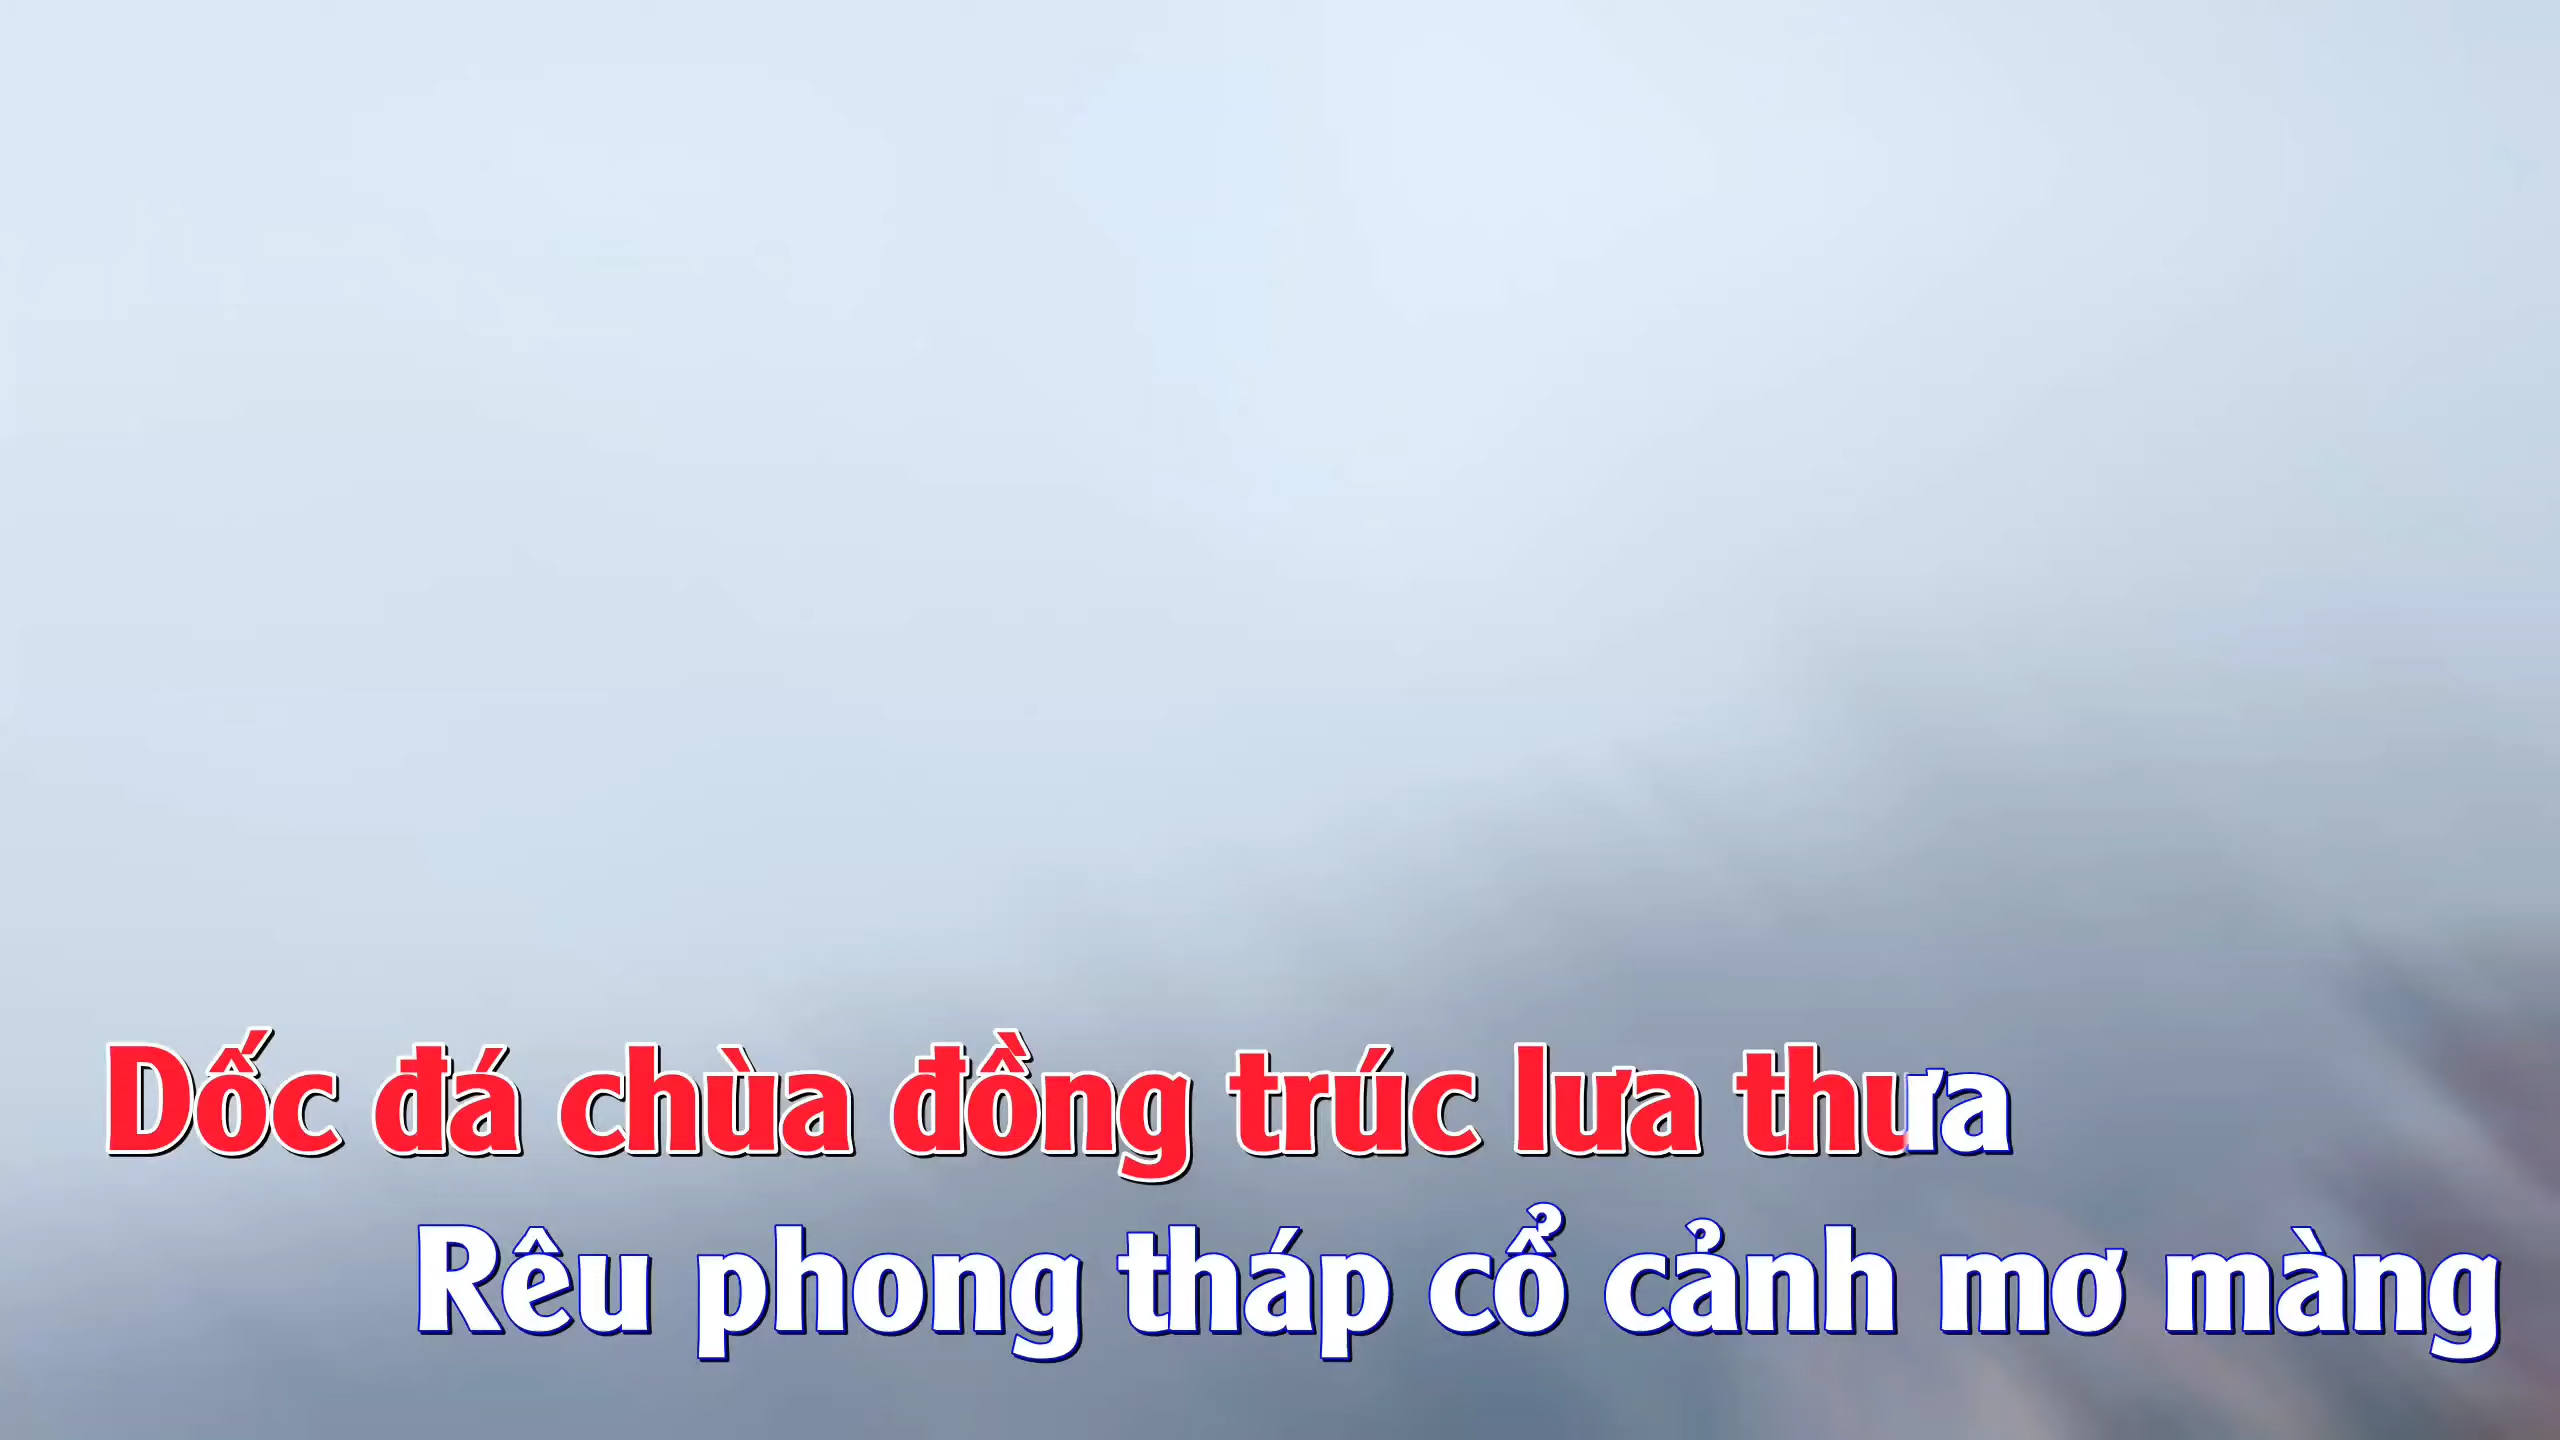 Dốc đá chùa đồng trúc lưa thưa
Rêu phong tháp cổ cảnh mơ màng